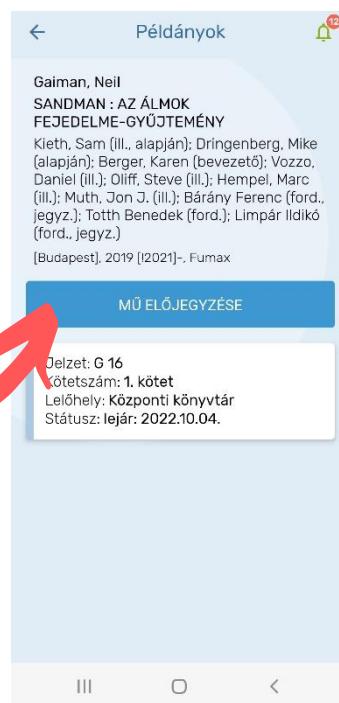 Példányok
12
Gaiman, Neil
SANDMAN : AZ ÁLMOK
FEJEDELME-GYŰJTEMÉNY
Kieth, Sam (ill., alapján); Dringenberg, Mike
(alapján); Berger, Karen (bevezető); Vozzo,
Daniel (ill.); Oliff, Steve (ill.); Hempel, Marc
(ill.); Muth, Jon J. (ill.); Bárány Ferenc (ford.,
jegyz.); Totth Benedek (ford.); Limpár Ildikó
(ford., jegyz.)
[Budapest], 2019 [!2021]-, Fumax
MŰ ELŐJEGYZÉSE
Jelzet: G 16
Kötetszám: 1. kötet
Lelőhely: Központi könyvtár
Státusz: lejár: 2022.10.04.